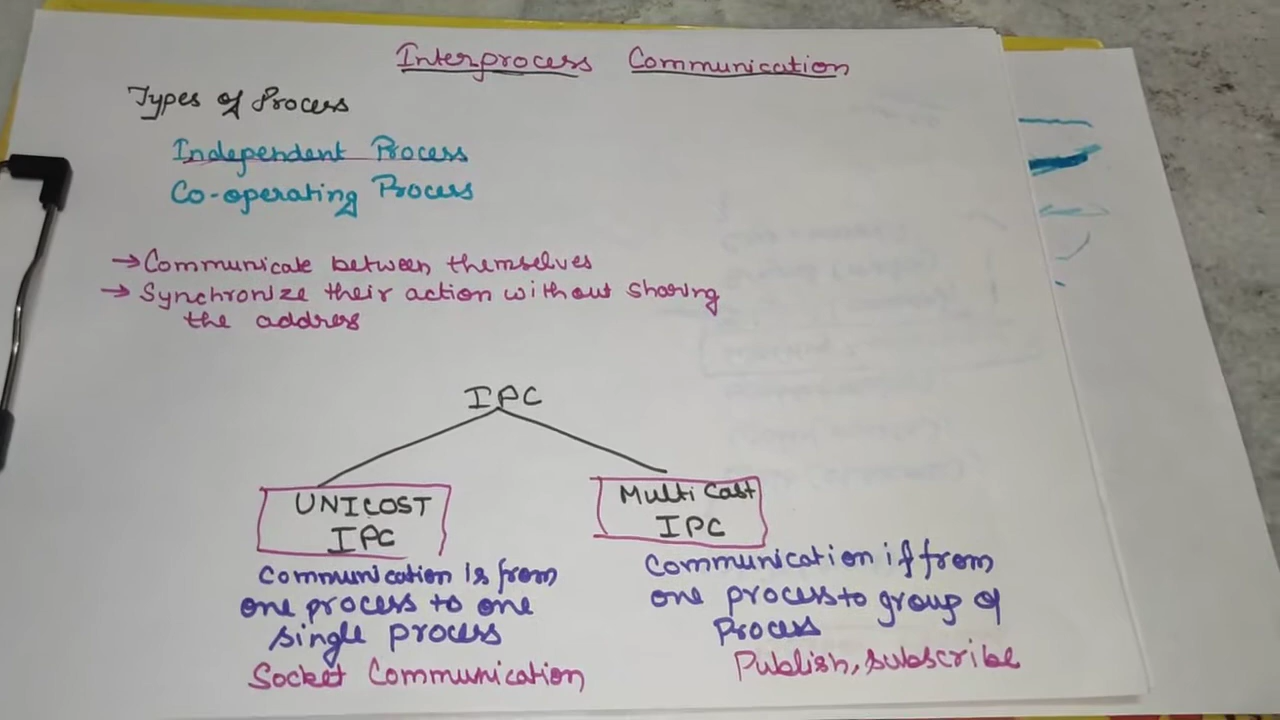 Interprocess Communication
Types of Process
Independent Process
Co-operating Process
→ Communicate between themselves
→ Synchronize their action without sharing
the address
IPC
UNICOST
IPC
Multi Cast
IPC
Communication is from
one process to one
single process
Socket Communication
Communication if from
one process to group of
Process
Publish, subscribe